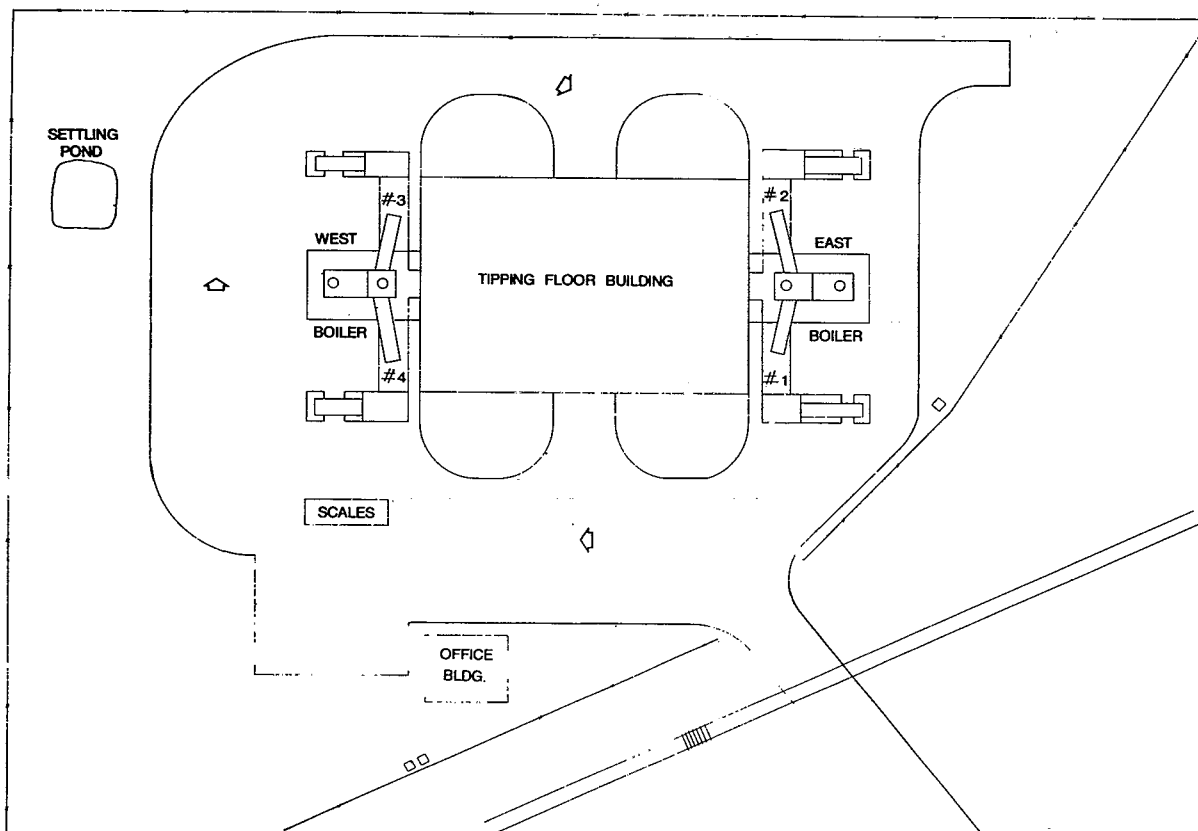 SETTLING
POND
#3
#2
WEST
EAST
TIPPING FLOOR BUILDING
BOILER
BOILER
#4
#1
SCALES
OFFICE
BLDG.